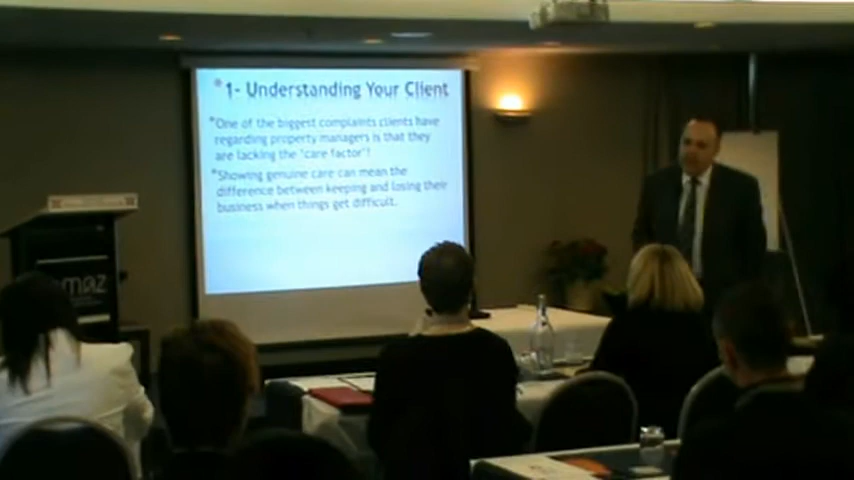 *1- Understanding Your Client
*One of the biggest complaints clients have
regarding property managers is that they
are lacking the 'care factor'!
*Showing genuine care can mean the
difference between keeping and losing their
business when things get difficult.
maz